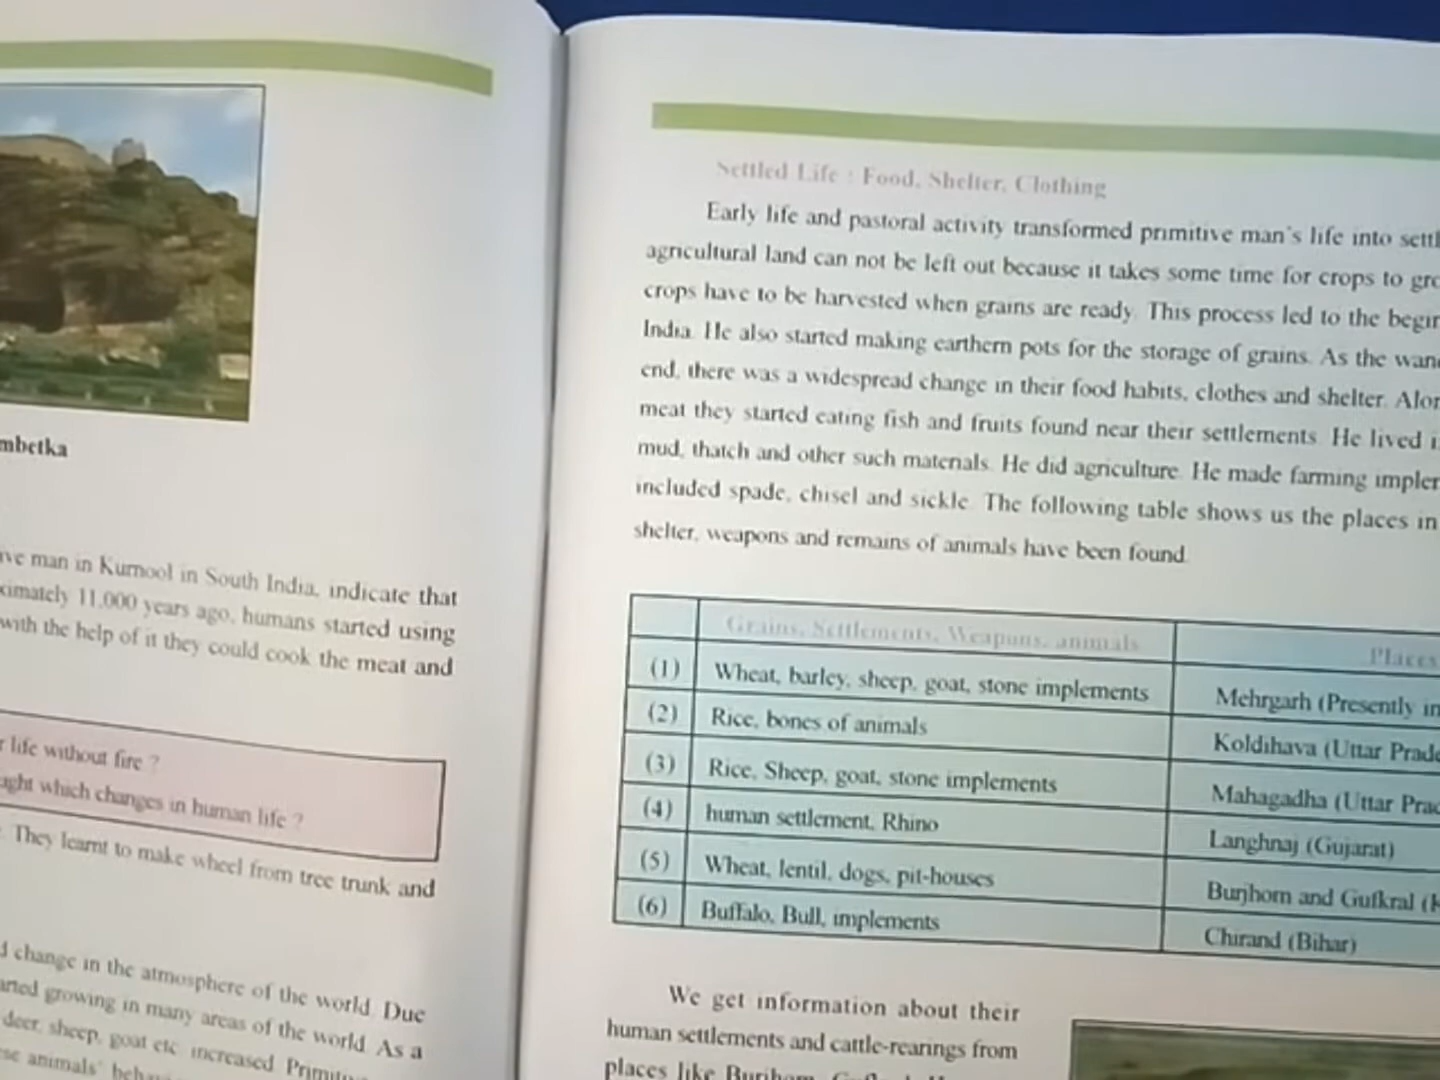 mbetka
ve man in Kurnool in South India, indicate that
ximately 11,000 years ago, humans started using
with the help of it they could cook the meat and
r life without fire ?
ught which changes in human life ?
. They learnt to make wheel from tree trunk and
d change in the atmosphere of the world. Due
arted growing in many areas of the world. As a
deer, sheep, goat etc. increased. Primit
se animals' beha
Settled Life : Food, Shelter, Clothing
Early life and pastoral activity transformed primitive man's life into settl
agricultural land can not be left out because it takes some time for crops to gro
crops have to be harvested when grains are ready. This process led to the begin
India. He also started making earthern pots for the storage of grains. As the wand
end, there was a widespread change in their food habits, clothes and shelter. Alon
meat they started eating fish and fruits found near their settlements. He lived i
mud, thatch and other such materials. He did agriculture. He made farming implem
included spade, chisel and sickle. The following table shows us the places in
shelter, weapons and remains of animals have been found.
Grains, Settlements, Weapons, animals Places
(1) Wheat, barley, sheep, goat, stone implements Mehrgarh (Presently in
(2) Rice, bones of animals Koldihava (Uttar Prade
(3) Rice, Sheep, goat, stone implements Mahagadha (Uttar Prad
(4) human settlement, Rhino Langhnaj (Gujarat)
(5) Wheat, lentil, dogs, pit-houses Burjhom and Gufkral (K
(6) Buffalo, Bull, implements Chirand (Bihar)
We get information about their
human settlements and cattle-rearings from
places like Burjhom,